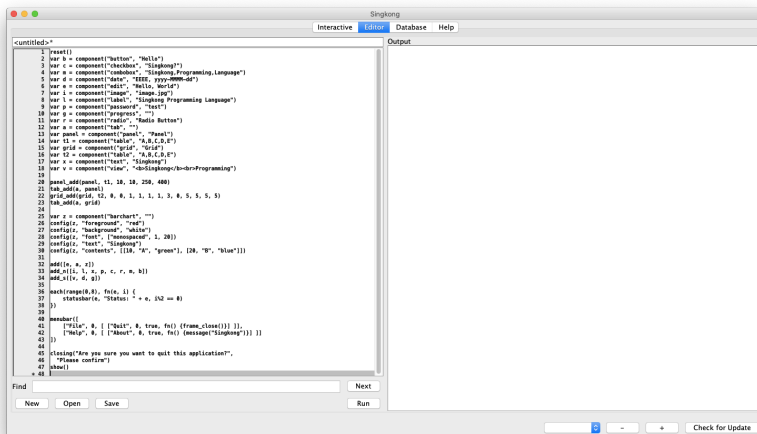 Singkong
Interactive Editor Database Help
<untitled>*
Output
1 reset()
2 var b = component("button", "Hello")
3 var c = component("checkbox", "Singkong?")
4 var m = component("combobox", "Singkong,Programming,Language")
5 var d = component("date", "EEEE, yyyy-MMMM-dd")
6 var e = component("edit", "Hello, World")
7 var i = component("image", "image.jpg")
8 var l = component("label", "Singkong Programming Language")
9 var p = component("password", "test")
10 var g = component("progress", "")
11 var r = component("radio", "Radio Button")
12 var a = component("tab", "")
13 var panel = component("panel", "Panel")
14 var t1 = component("table", "A,B,C,D,E")
15 var grid = component("grid", "Grid")
16 var t2 = component("table", "A,B,C,D,E")
17 var x = component("text", "Singkong")
18 var v = component("view", "<b>Singkong</b><br>Programming")
19
20 panel_add(panel, t1, 10, 10, 250, 400)
21 tab_add(a, panel)
22 grid_add(grid, t2, 0, 0, 1, 1, 1, 1, 3, 0, 5, 5, 5, 5)
23 tab_add(a, grid)
24
25 var z = component("barchart", "")
26 config(z, "foreground", "red")
27 config(z, "background", "white")
28 config(z, "font", ["monospaced", 1, 20])
29 config(z, "text", "Singkong")
30 config(z, "contents", [[10, "A", "green"], [20, "B", "blue"]])
31
32 add([e, a, z])
33 add_n([i, l, x, p, c, r, m, b])
34 add_s([v, d, g])
35
36 each(range(0,8), fn(e, i) {
37 statusbar(e, "Status: " + e, i%2 == 0)
38 })
39
40 menubar([
41 ["File", 0, [ ["Quit", 0, true, fn() {frame_close()}] ]],
42 ["Help", 0, [ ["About", 0, true, fn() {message("Singkong")}] ]]
43 ])
44
45 closing("Are you sure you want to quit this application?",
46 "Please confirm")
47 show()
* 48
Find Next
New Open Save Run
- + Check for Update